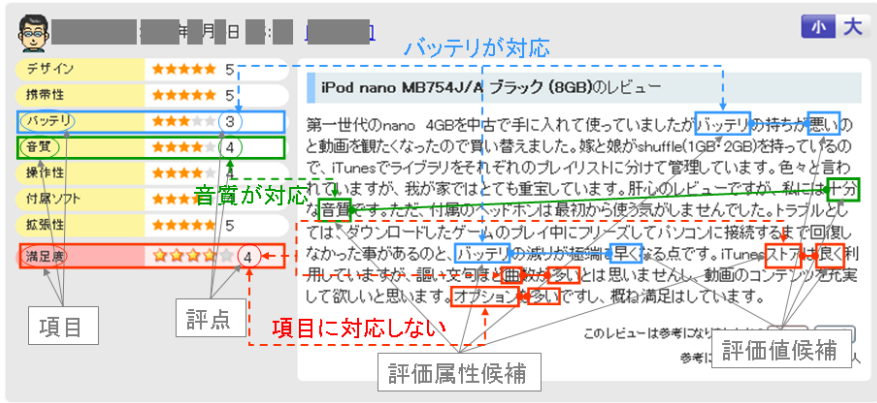 年 月 日
小 大
バッテリが対応
デザイン 5
携帯性 5
バッテリ 3
音質 4
操作性 4
付属ソフト
拡張性 5
満足度 4
音質が対応
項目
評点
項目に対応しない
iPod nano MB754J/A ブラック (8GB)のレビュー
第一世代のnano 4GBを中古で手に入れて使っていましたがバッテリの持ちが悪いの
と動画を観たくなったので買い替えました。嫁と娘がshuffle(1GB・2GB)を持っているの
で、iTunesでライブラリをそれぞれのプレイリストに分けて管理しています。色々と言わ
れていますが、我が家ではとても重宝しています。肝心のレビューですが、私には十分
な音質です。ただ、付属のヘッドホンは最初から使う気がしませんでした。トラブルとし
ては、ダウンロードしたゲームのプレイ中にフリーズしてパソコンに接続するまで回復し
なかった事があるのと、バッテリの減りが極端に早くなる点です。iTunesストアは良く利
用していますが、謳い文句ほど曲数が多いとは思いませんし、動画のコンテンツを充実
して欲しいと思います。オプションが多いですし、概ね満足はしています。
このレビューは参考になりました
参考に 人
評価属性候補
評価値候補